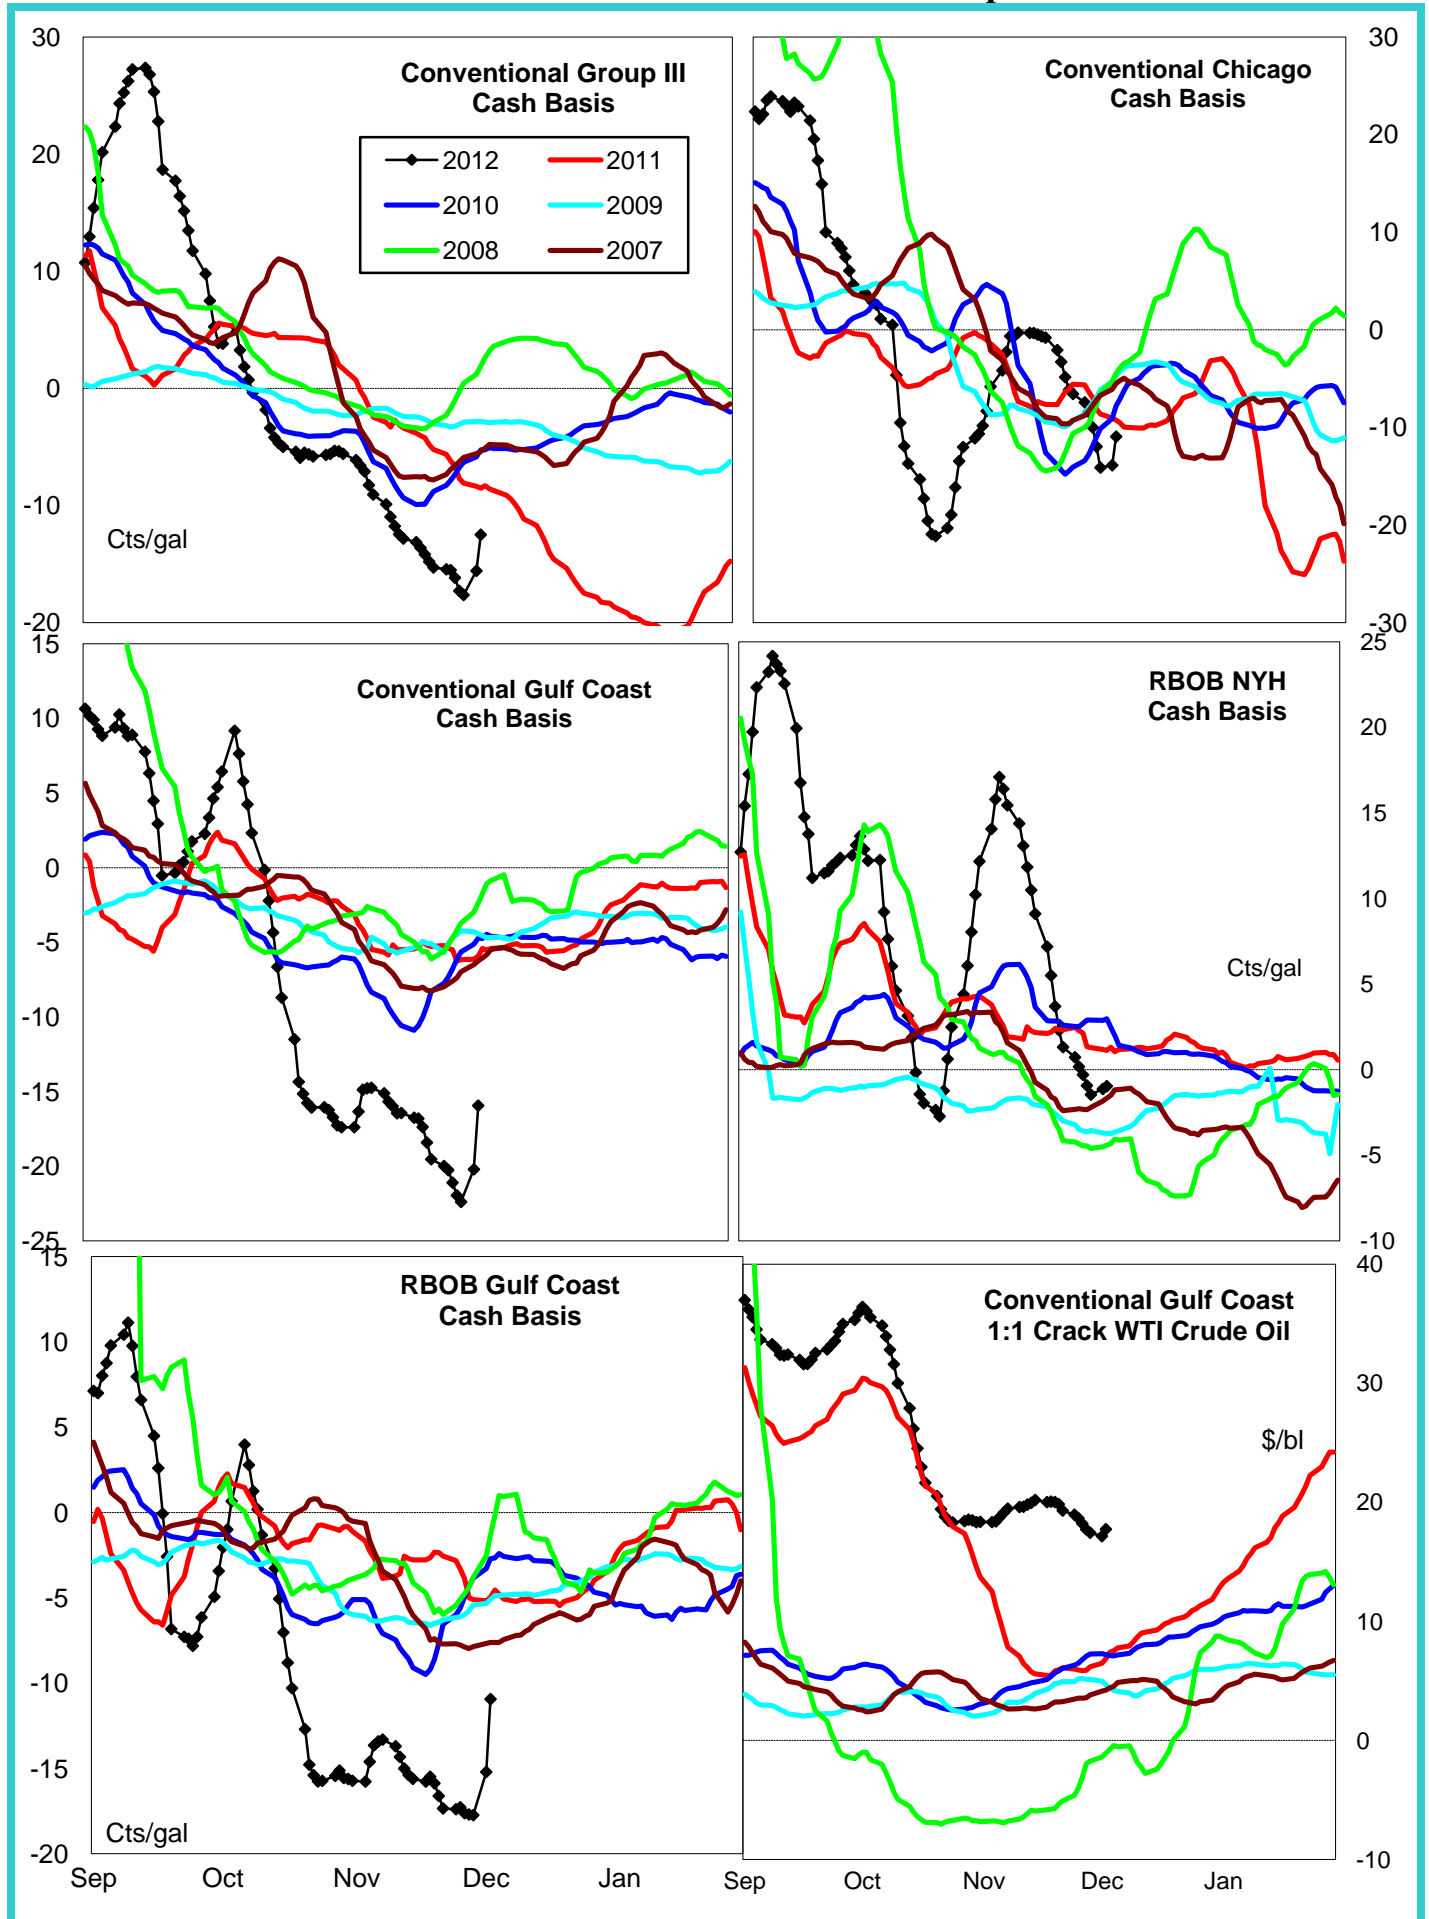 30
20
10
0
-10
-20
Conventional Group III
Cash Basis
2012
2011
2010
2009
2008
2007
Cts/gal
Conventional Chicago
Cash Basis
30
20
10
0
-10
-20
-30
15
10
5
0
-5
-10
-15
-20
-25
Conventional Gulf Coast
Cash Basis
RBOB NYH
Cash Basis
Cts/gal
25
20
15
10
5
0
-5
-10
15
10
5
0
-5
-10
-15
-20
RBOB Gulf Coast
Cash Basis
Cts/gal
Sep
Oct
Nov
Dec
Jan
Conventional Gulf Coast
1:1 Crack WTI Crude Oil
$/bl
40
30
20
10
0
-10
Sep
Oct
Nov
Dec
Jan